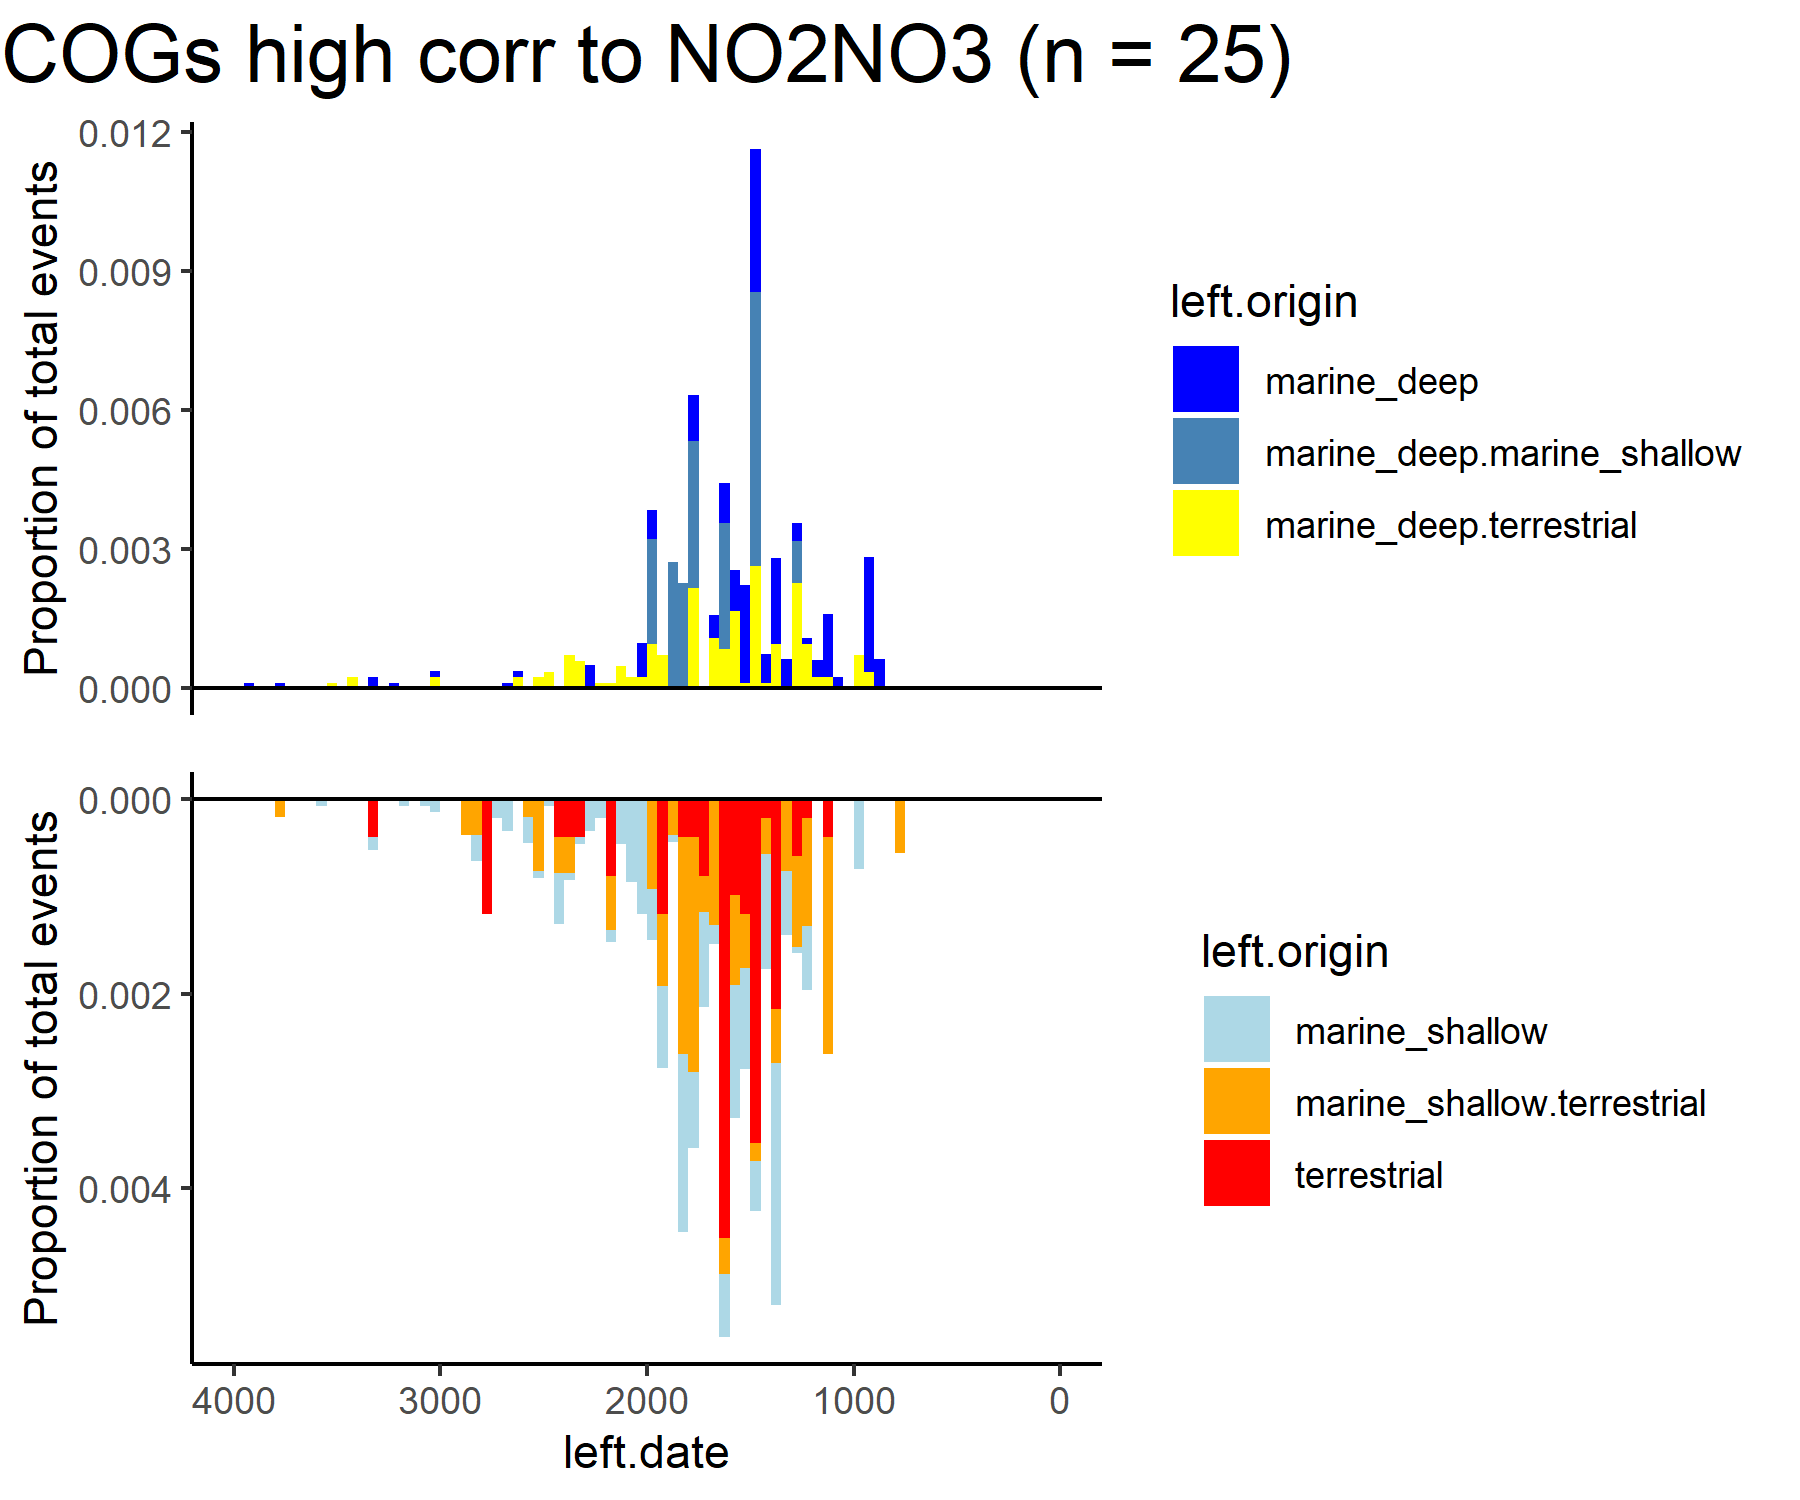 COGs high corr to NO2NO3 (n = 25)
Proportion of total events
0.012
0.009
0.006
0.003
0.000
left.origin
marine_deep
marine_deep.marine_shallow
marine_deep.terrestrial
Proportion of total events
0.000
0.002
0.004
left.origin
marine_shallow
marine_shallow.terrestrial
terrestrial
4000 3000 2000 1000 0
left.date